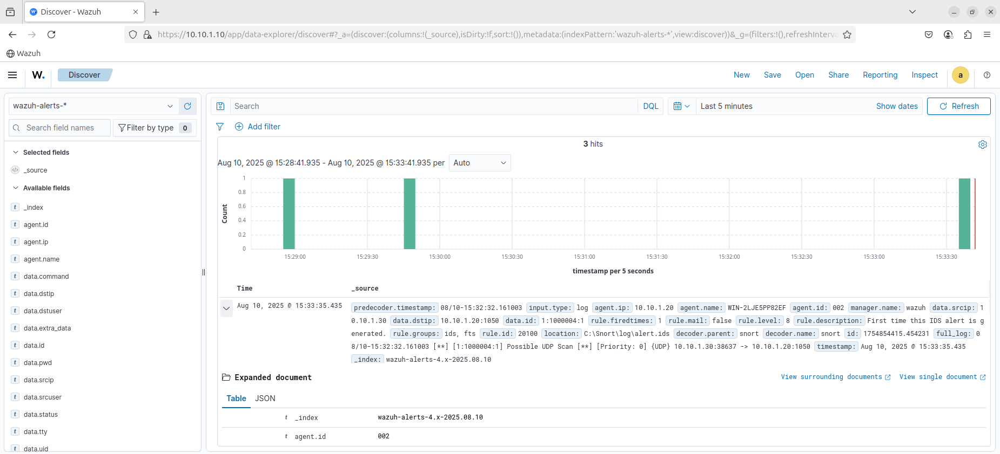 Discover - Wazuh
https://10.10.1.10/app/data-explorer/discover#?_a=(discover:(columns:!(_source),isDirty:!f,sort:!()),metadata:(indexPattern:'wazuh-alerts-*',view:discover))&_g=(filters:!(),refreshInterva
Wazuh
W. Discover New Save Open Share Reporting Inspect a
wazuh-alerts-*
Search DQL Last 5 minutes Show dates Refresh
Search field names Filter by type 0
Add filter
Selected fields
_source
Available fields
_index
agent.id
agent.ip
agent.name
data.command
data.dstip
data.dstuser
data.extra_data
data.id
data.pwd
data.srcip
data.srcuser
data.status
data.tty
data.uid
3 hits
Aug 10, 2025 @ 15:28:41.935 - Aug 10, 2025 @ 15:33:41.935 per Auto
Count
1
0.8
0.6
0.4
0.2
0
15:29:00 15:29:30 15:30:00 15:30:30 15:31:00 15:31:30 15:32:00 15:32:30 15:33:00 15:33:30
timestamp per 5 seconds
Time _source
Aug 10, 2025 @ 15:33:35.435 predecoder.timestamp: 08/10-15:32:32.161003 input.type: log agent.ip: 10.10.1.20 agent.name: WIN-2LJE5PP82EF agent.id: 002 manager.name: wazuh data.srcip: 1
0.10.1.30 data.dstip: 10.10.1.20:1050 data.id: 1:1000004:1 rule.firedtimes: 1 rule.mail: false rule.level: 8 rule.description: First time this IDS alert is g
enerated. rule.groups: ids, fts rule.id: 20100 location: C:\Snort\log\alert.ids decoder.parent: snort decoder.name: snort id: 1754854415.454231 full_log: 0
8/10-15:32:32.161003 [**] [1:1000004:1] Possible UDP Scan [**] [Priority: 0] {UDP} 10.10.1.30:38637 -> 10.10.1.20:1050 timestamp: Aug 10, 2025 @ 15:33:35.435
_index: wazuh-alerts-4.x-2025.08.10
Expanded document View surrounding documents View single document
Table JSON
t _index wazuh-alerts-4.x-2025.08.10
t agent.id 002